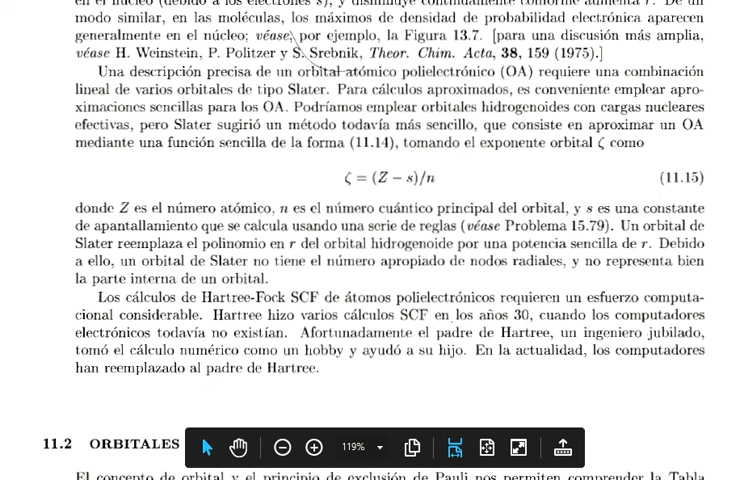 en el núcleo (debido a los electrones s), y disminuye continuamente conforme aumenta r. De un
modo similar, en las moléculas, los máximos de densidad de probabilidad electrónica aparecen
generalmente en el núcleo; véase, por ejemplo, la Figura 13.7. [para una discusión más amplia,
véase H. Weinstein, P. Politzer y S. Srebnik, Theor. Chim. Acta, 38, 159 (1975).]
Una descripción precisa de un orbital atómico polielectrónico (OA) requiere una combinación
lineal de varios orbitales de tipo Slater. Para cálculos aproximados, es conveniente emplear apro-
ximaciones sencillas para los OA. Podríamos emplear orbitales hidrogenoides con cargas nucleares
efectivas, pero Slater sugirió un método todavía más sencillo, que consiste en aproximar un OA
mediante una función sencilla de la forma (11.14), tomando el exponente orbital ζ como
ζ = (Z − s)/n (11.15)
donde Z es el número atómico, n es el número cuántico principal del orbital, y s es una constante
de apantallamiento que se calcula usando una serie de reglas (véase Problema 15.79). Un orbital de
Slater reemplaza el polinomio en r del orbital hidrogenoide por una potencia sencilla de r. Debido
a ello, un orbital de Slater no tiene el número apropiado de nodos radiales, y no representa bien
la parte interna de un orbital.
Los cálculos de Hartree-Fock SCF de átomos polielectrónicos requieren un esfuerzo computa-
cional considerable. Hartree hizo varios cálculos SCF en los años 30, cuando los computadores
electrónicos todavía no existían. Afortunadamente el padre de Hartree, un ingeniero jubilado,
tomó el cálculo numérico como un hobby y ayudó a su hijo. En la actualidad, los computadores
han reemplazado al padre de Hartree.
11.2 ORBITALES
119%
El concepto de orbital y el principio de exclusión de Pauli nos permiten comprender la Tabla